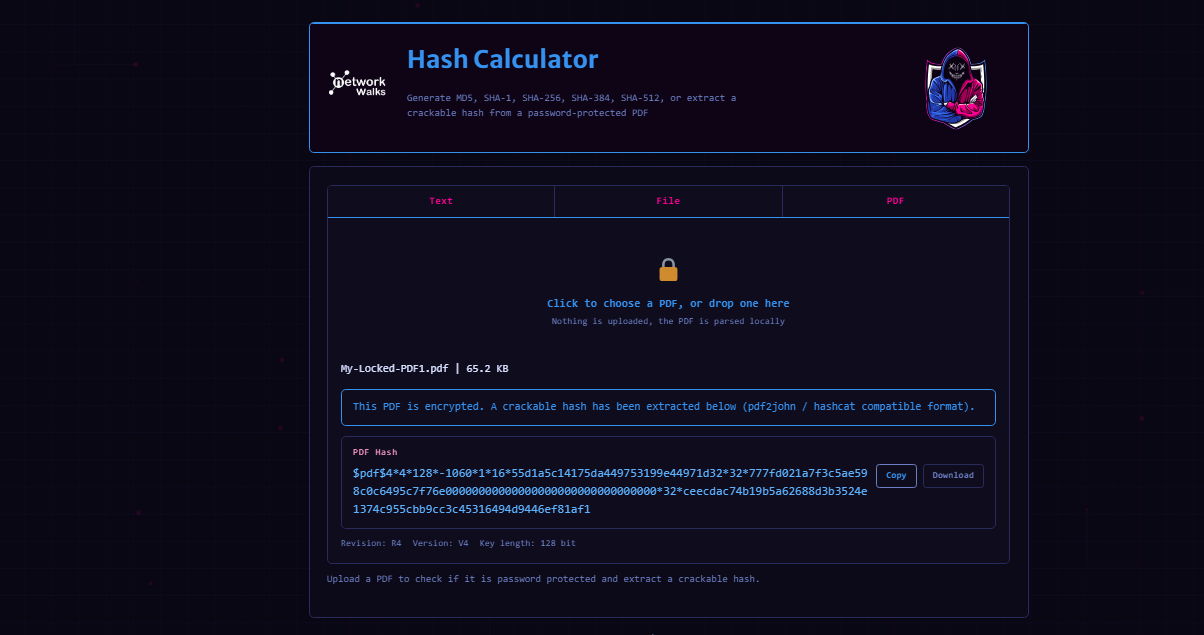 network
Walks
Hash Calculator
Generate MD5, SHA-1, SHA-256, SHA-384, SHA-512, or extract a
crackable hash from a password-protected PDF
Text
File
PDF
Click to choose a PDF, or drop one here
Nothing is uploaded, the PDF is parsed locally
My-Locked-PDF1.pdf | 65.2 KB
This PDF is encrypted. A crackable hash has been extracted below (pdf2john / hashcat compatible format).
PDF Hash
$pdf$4*4*128*-1060*1*16*55d1a5c14175da449753199e44971d32*32*777fd021a7f3c5ae59
8c0c6495c7f76e00000000000000000000000000000000*32*ceecdac74b19b5a62688d3b3524e
1374c955cbb9cc3c45316494d9446ef81af1
Copy
Download
Revision: R4 Version: V4 Key length: 128 bit
Upload a PDF to check if it is password protected and extract a crackable hash.